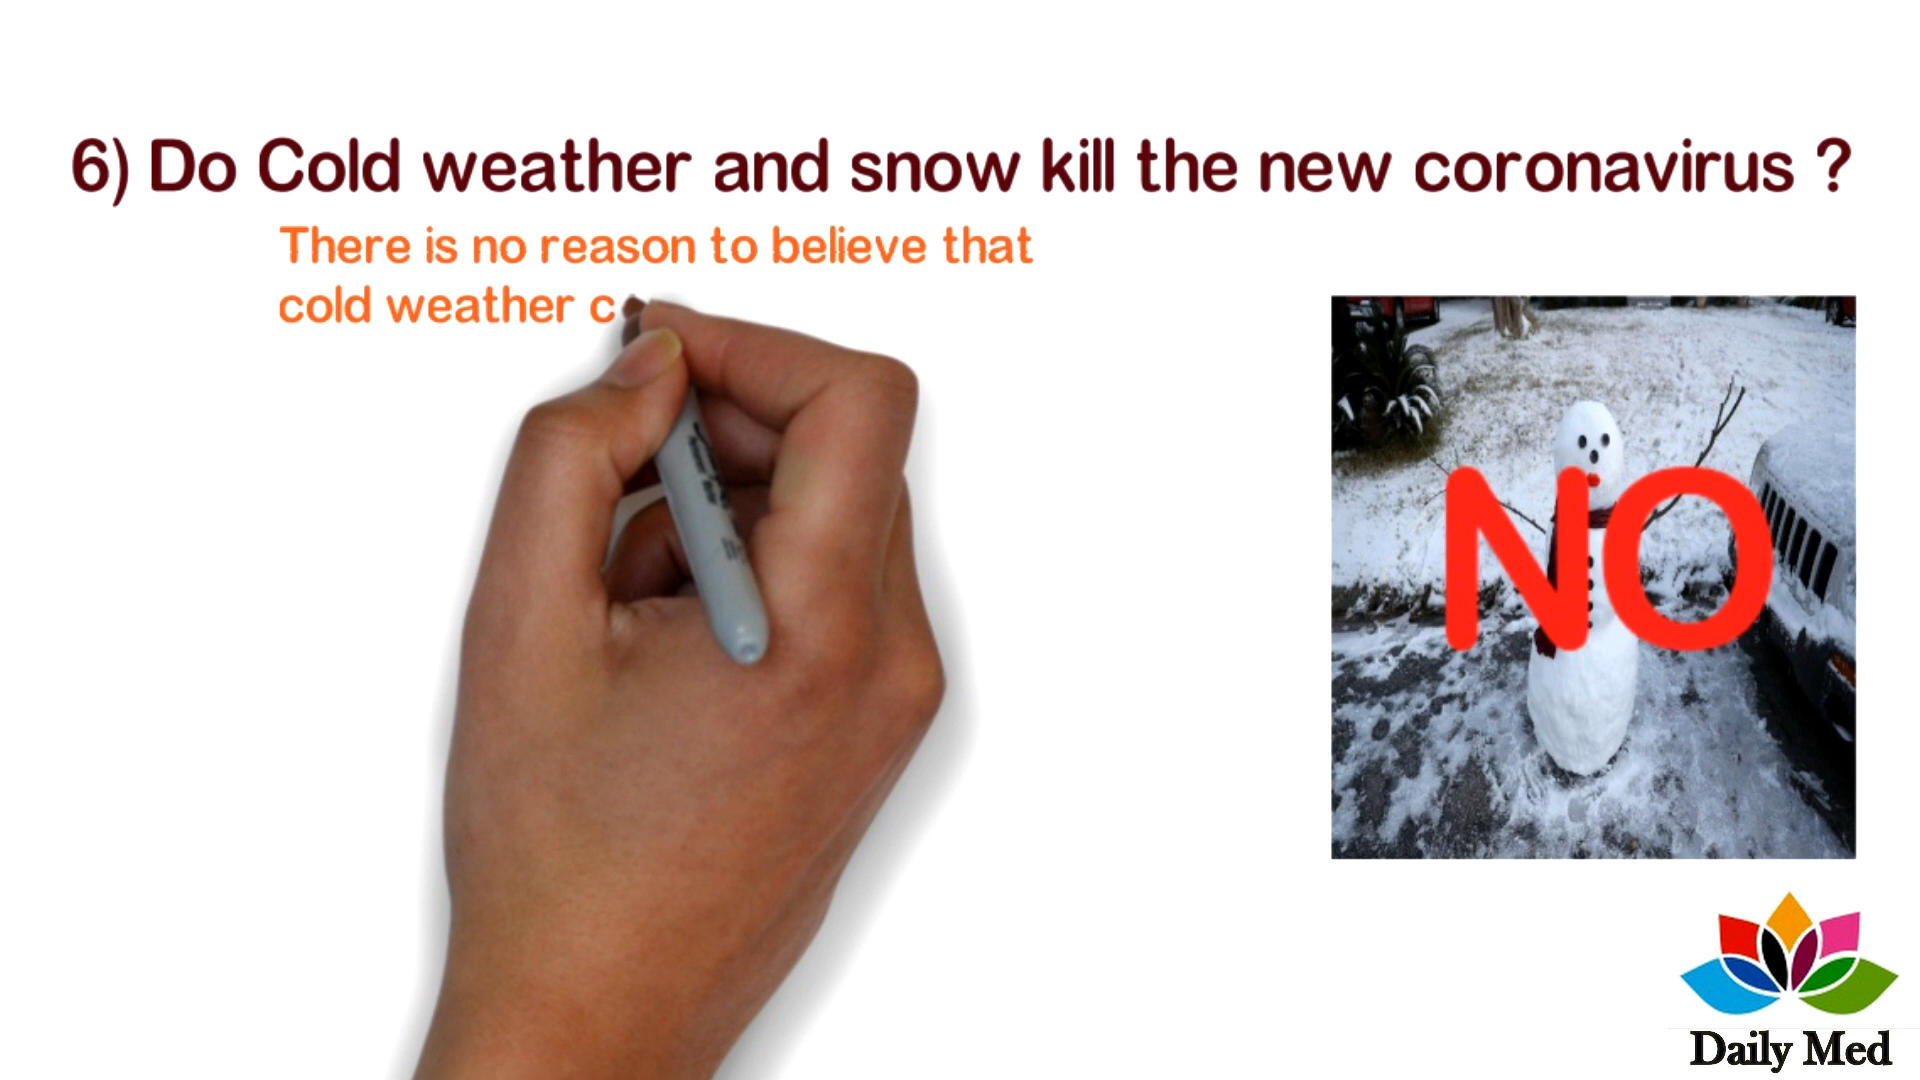 6) Do Cold weather and snow kill the new coronavirus ?
There is no reason to believe that
cold weather c
NO
Daily Med